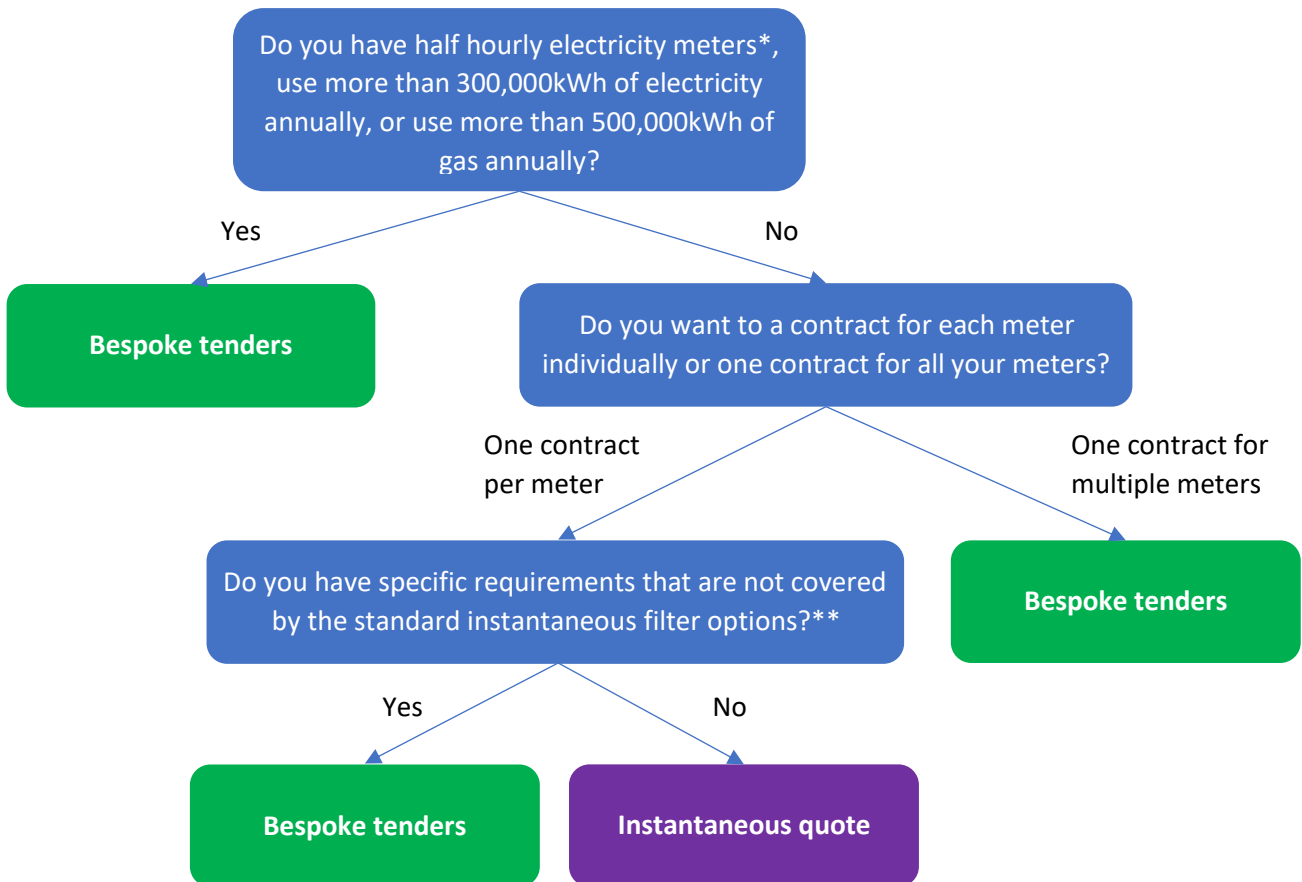 Do you have half hourly electricity meters*,
use more than 300,000kWh of electricity
annually, or use more than 500,000kWh of
gas annually?
Yes
No
Bespoke tenders
Do you want to a contract for each meter
individually or one contract for all your meters?
One contract
per meter
One contract for
multiple meters
Do you have specific requirements that are not covered
by the standard instantaneous filter options?**
Bespoke tenders
Yes
No
Bespoke tenders
Instantaneous quote